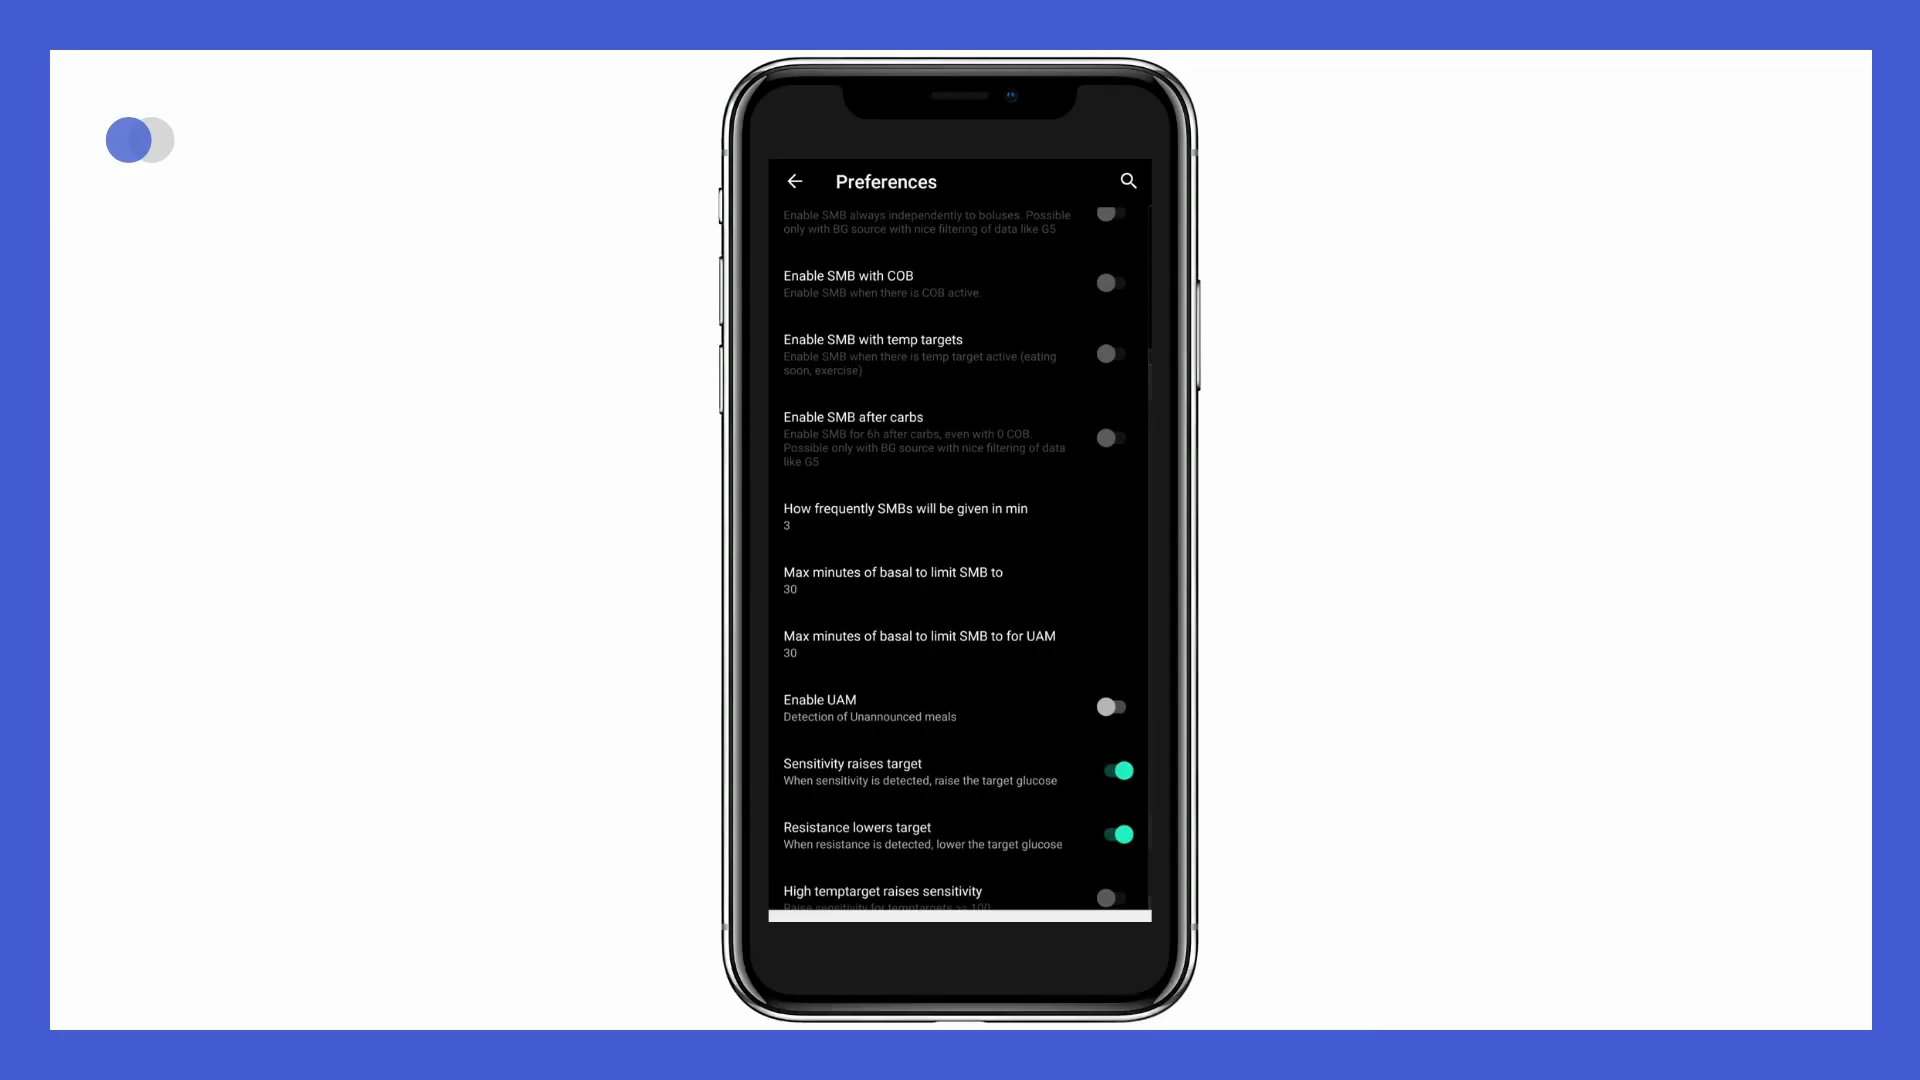 Preferences
Enable SMB always independently to boluses. Possible
only with BG source with nice filtering of data like G5
Enable SMB with COB
Enable SMB when there is COB active.
Enable SMB with temp targets
Enable SMB when there is temp target active (eating
soon, exercise)
Enable SMB after carbs
Enable SMB for 6h after carbs, even with 0 COB.
Possible only with BG source with nice filtering of data
like G5
How frequently SMBs will be given in min
3
Max minutes of basal to limit SMB to
30
Max minutes of basal to limit SMB to for UAM
30
Enable UAM
Detection of Unannounced meals
Sensitivity raises target
When sensitivity is detected, raise the target glucose
Resistance lowers target
When resistance is detected, lower the target glucose
High temptarget raises sensitivity
Raise sensitivity for temptargets >= 100